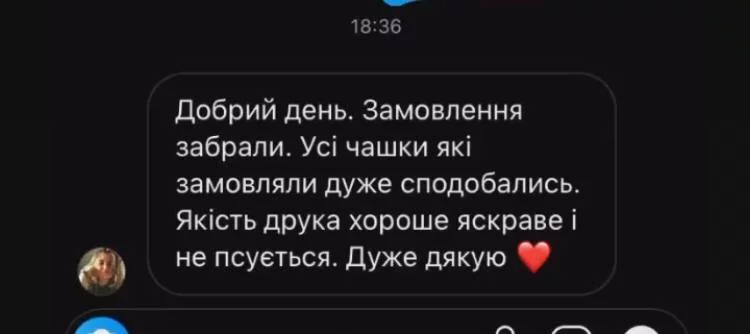 18:36
Добрий день. Замовлення
забрали. Усі чашки які
замовляли дуже сподобались.
Якість друка хороше яскраве і
не псується. Дуже дякую ❤️